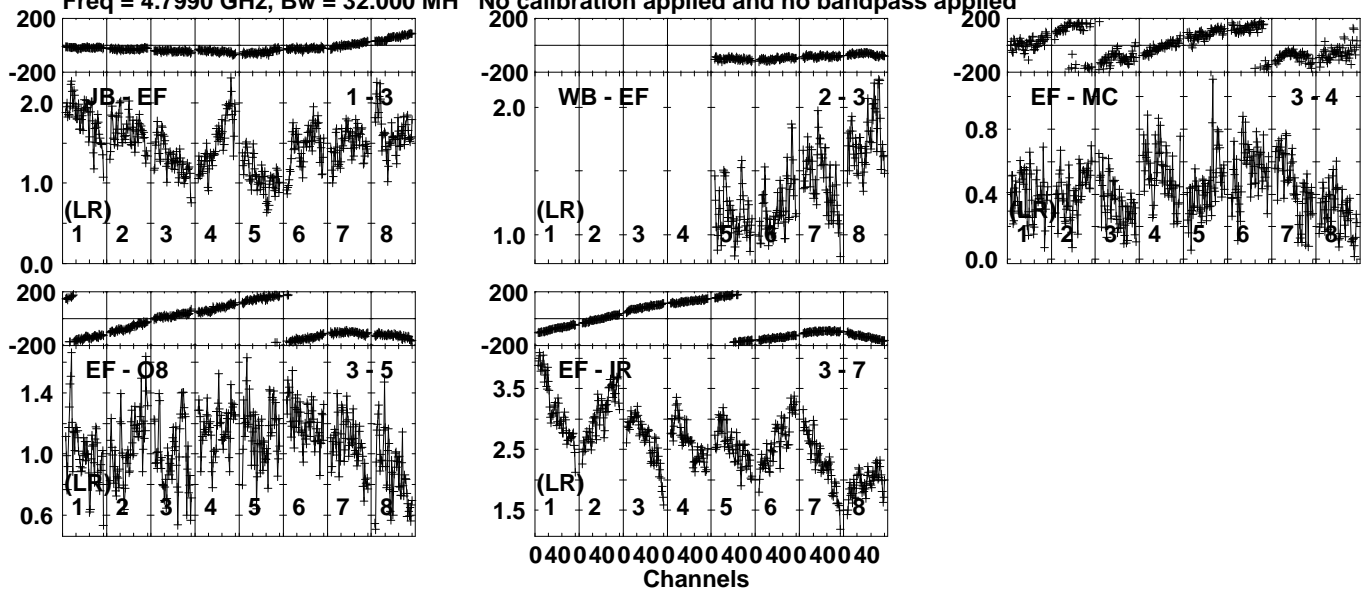 Freq = 4.7990 GHz, Bw = 32.000 MH No calibration applied and no bandpass applied
200
-200
2.0
1.0
0.0
JB - EF 1 - 3
(LR)
1 2 3 4 5 6 7 8
200
-200
2.0
1.0
WB - EF 2 - 3
(LR)
1 2 3 4 5 6 7 8
200
-200
0.8
0.4
0.0
EF - MC 3 - 4
(LR)
1 2 3 4 5 6 7 8
200
-200
1.4
1.0
0.6
EF - O8 3 - 5
(LR)
1 2 3 4 5 6 7 8
200
-200
3.5
2.5
1.5
EF - IR 3 - 7
(LR)
1 2 3 4 5 6 7 8
0 40 0 40 0 40 0 40 0 40 0 40 0 40 0 40
Channels